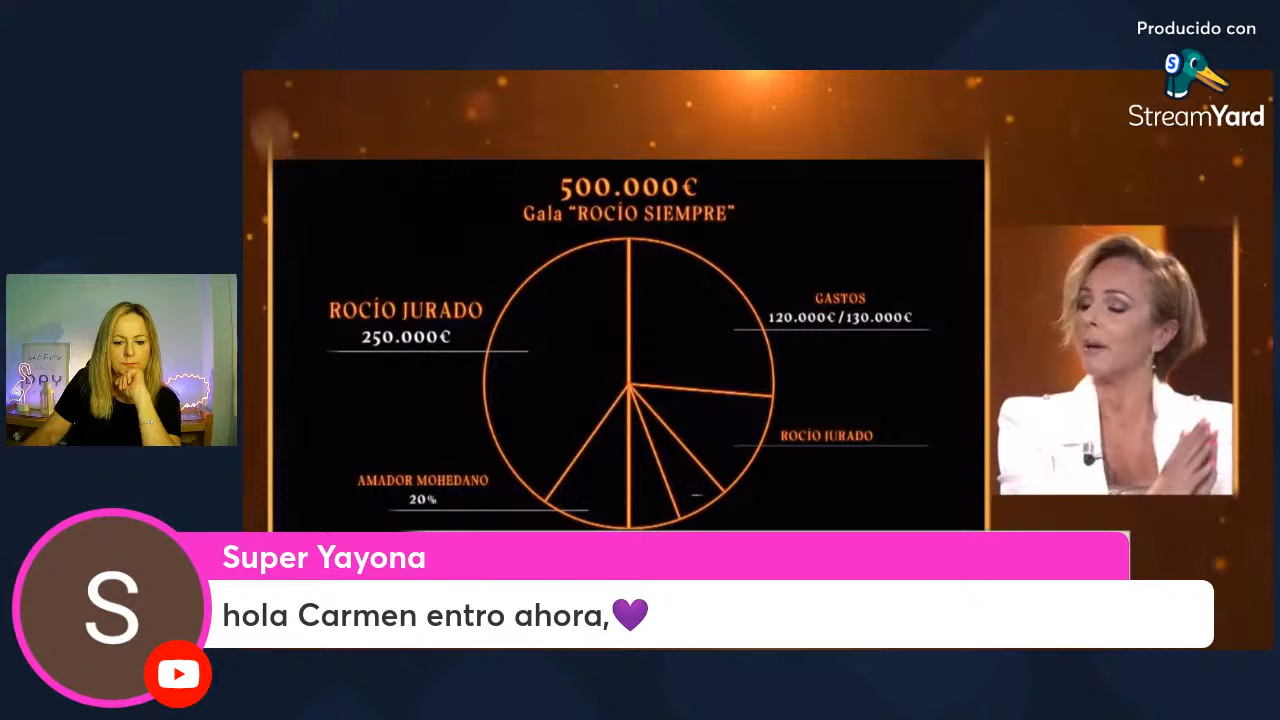 Producido con
StreamYard
500.000€
Gala “ROCÍO SIEMPRE”
ROCÍO JURADO
250.000€
GASTOS
120.000€/130.000€
ROCÍO JURADO
AMADOR MOHEDANO
20%
Super Yayona
S
hola Carmen entro ahora,💜